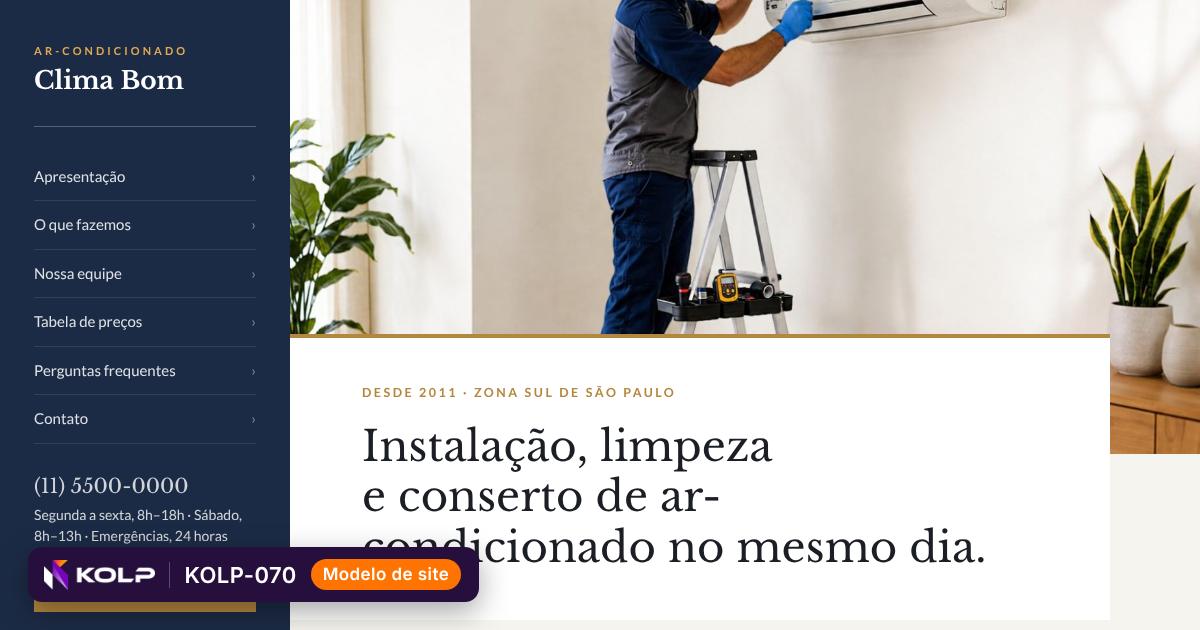 AR-CONDICIONADO
Clima Bom
Apresentação
O que fazemos
Nossa equipe
Tabela de preços
Perguntas frequentes
Contato
(11) 5500-0000
Segunda a sexta, 8h–18h · Sábado,
8h–13h · Emergências, 24 horas
DESDE 2011 · ZONA SUL DE SÃO PAULO
Instalação, limpeza
e conserto de ar-
condicionado no mesmo dia.
KOLP KOLP-070 Modelo de site